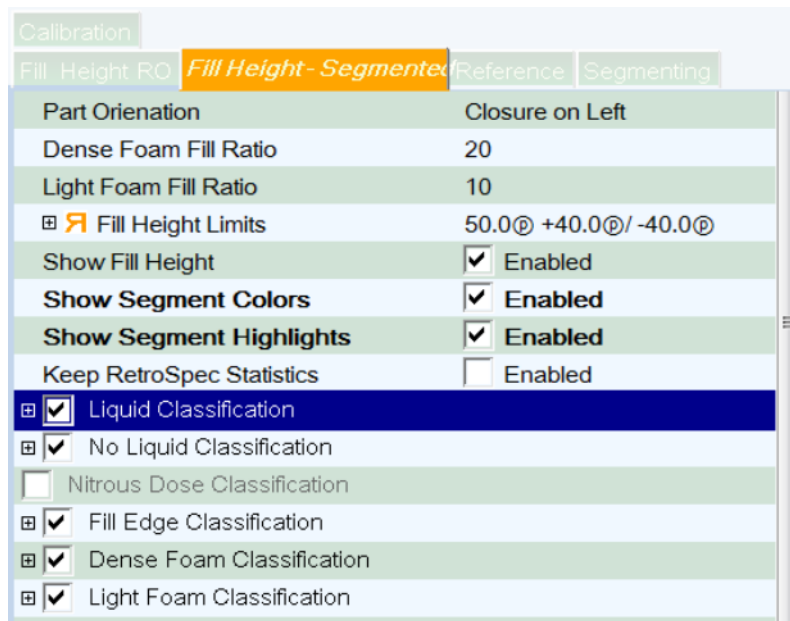 Calibration
Fill Height RO Fill Height- Segmented Reference Segmenting
Part Orienation Closure on Left
Dense Foam Fill Ratio 20
Light Foam Fill Ratio 10
Я Fill Height Limits 50.0ⓟ +40.0ⓟ/ -40.0ⓟ
Show Fill Height Enabled
Show Segment Colors Enabled
Show Segment Highlights Enabled
Keep RetroSpec Statistics Enabled
Liquid Classification
No Liquid Classification
Nitrous Dose Classification
Fill Edge Classification
Dense Foam Classification
Light Foam Classification